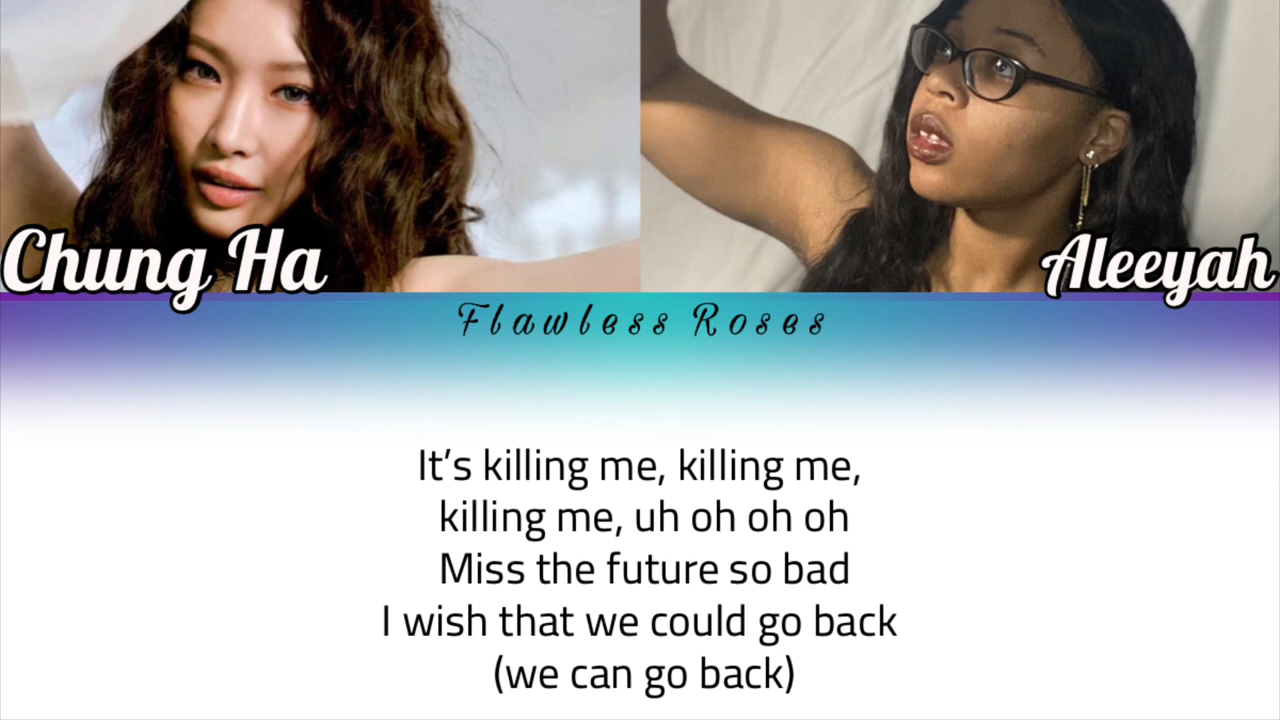 Chung Ha
Aleeyah
Flawless Roses
It’s killing me, killing me,
killing me, uh oh oh oh
Miss the future so bad
I wish that we could go back
(we can go back)